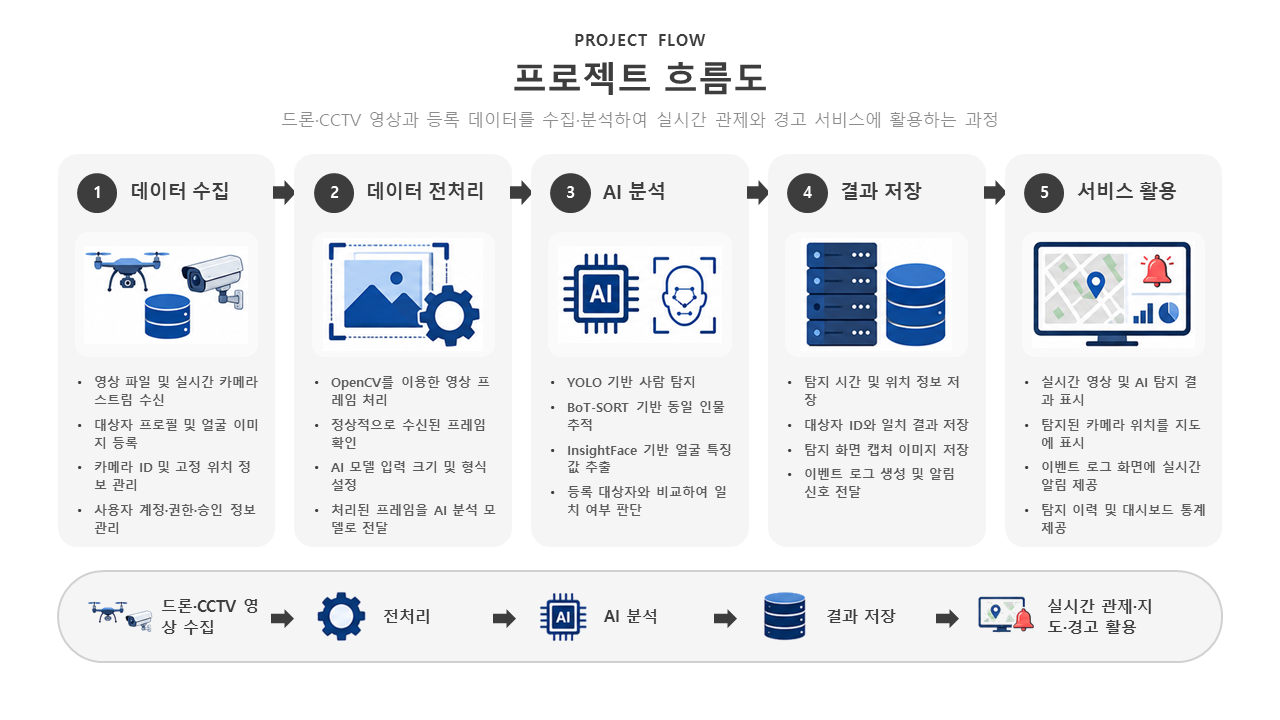 PROJECT FLOW
프로젝트 흐름도
드론·CCTV 영상과 등록 데이터를 수집·분석하여 실시간 관제와 경고 서비스에 활용하는 과정
1 데이터 수집
• 영상 파일 및 실시간 카메라
스트림 수신
• 대상자 프로필 및 얼굴 이미
지 등록
• 카메라 ID 및 고정 위치 정
보 관리
• 사용자 계정·권한·승인 정보
관리
2 데이터 전처리
• OpenCV를 이용한 영상 프
레임 처리
• 정상적으로 수신된 프레임
확인
• AI 모델 입력 크기 및 형식
설정
• 처리된 프레임을 AI 분석 모
델로 전달
3 AI 분석
AI
• YOLO 기반 사람 탐지
• BoT-SORT 기반 동일 인물
추적
• InsightFace 기반 얼굴 특징
값 추출
• 등록 대상자와 비교하여 일
치 여부 판단
4 결과 저장
• 탐지 시간 및 위치 정보 저
장
• 대상자 ID와 일치 결과 저장
• 탐지 화면 캡처 이미지 저장
• 이벤트 로그 생성 및 알림
신호 전달
5 서비스 활용
• 실시간 영상 및 AI 탐지 결
과 표시
• 탐지된 카메라 위치를 지도
에 표시
• 이벤트 로그 화면에 실시간
알림 제공
• 탐지 이력 및 대시보드 통계
제공
드론·CCTV 영
상 수집
전처리
AI
AI 분석
결과 저장
실시간 관제·지
도·경고 활용